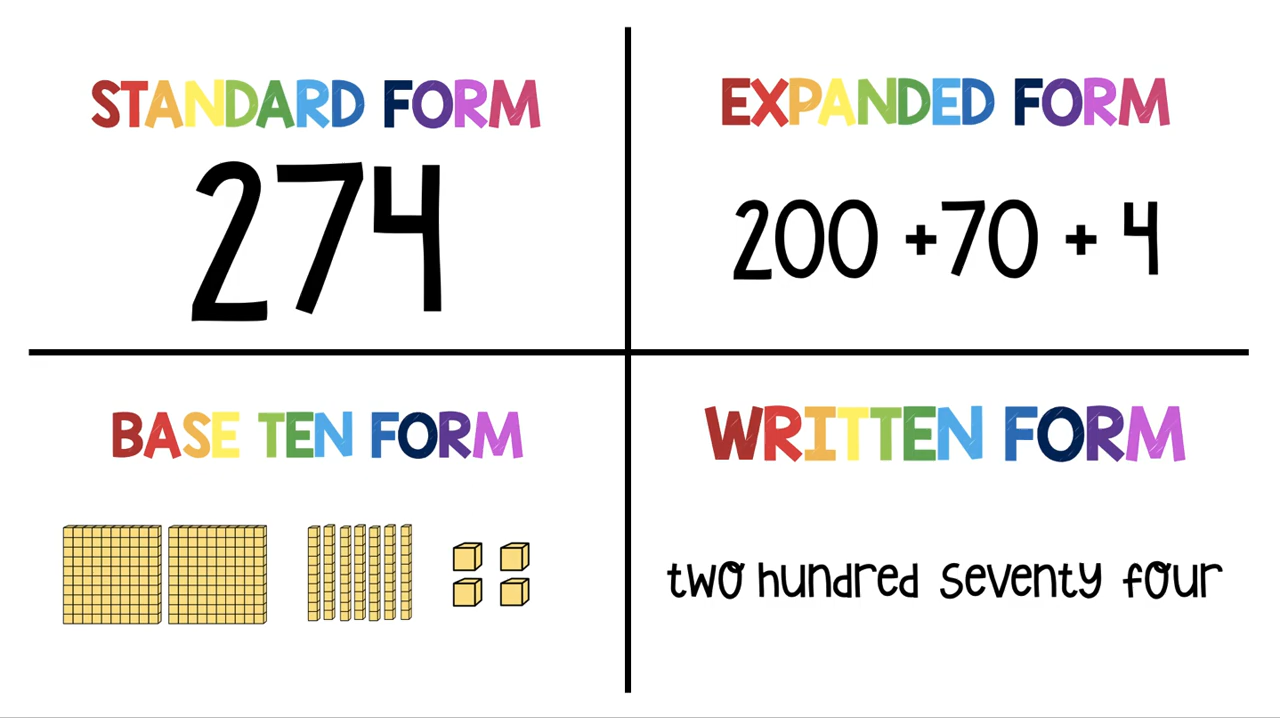 STANDARD FORM
274
EXPANDED FORM
200 +70 + 4
BASE TEN FORM
WRITTEN FORM
two hundred seventy four